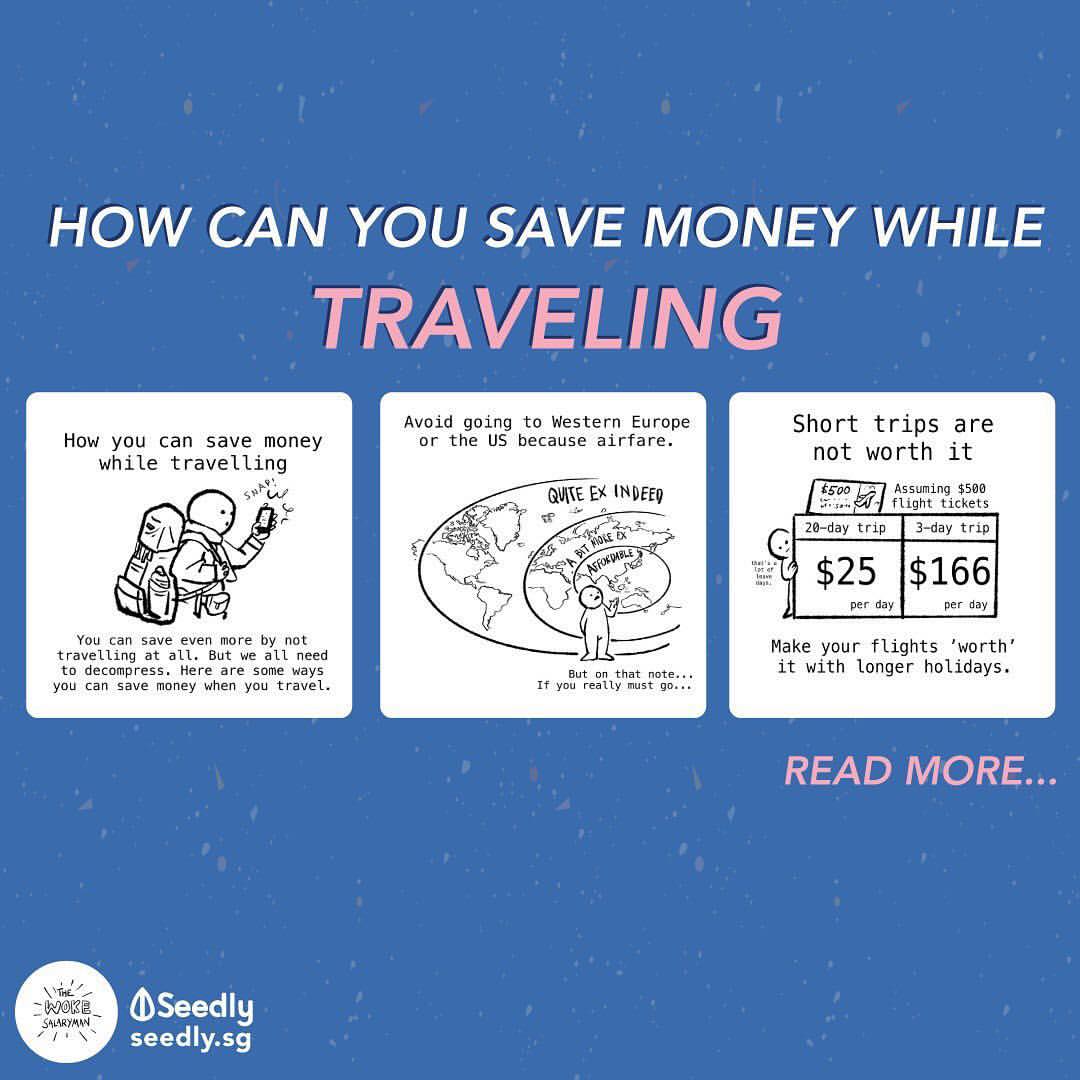 HOW CAN YOU SAVE MONEY WHILE
TRAVELING
How you can save money
while travelling
SNAP!
You can save even more by not
travelling at all. But we all need
to decompress. Here are some ways
you can save money when you travel.
Avoid going to Western Europe
or the US because airfare.
QUITE EX INDEED
A BIT MORE EX
AFFORDABLE
But on that note...
If you really must go...
Short trips are
not worth it
$500
Assuming $500
flight tickets
20-day trip
3-day trip
that's a
lot of
leave
days.
$25
$166
per day
per day
Make your flights ‘worth’
it with longer holidays.
READ MORE...
THE
WOKE
SALARYMAN
Seedly
seedly.sg